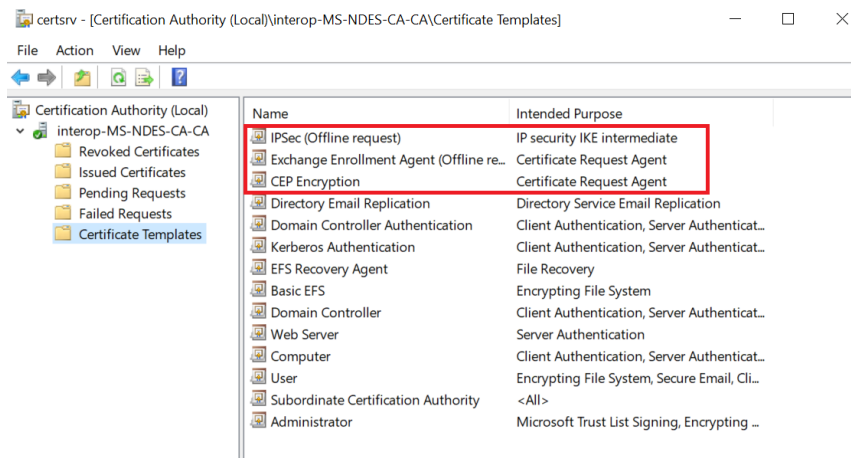 certsrv - [Certification Authority (Local)\interop-MS-NDES-CA-CA\Certificate Templates]
File Action View Help
Certification Authority (Local)
interop-MS-NDES-CA-CA
Revoked Certificates
Issued Certificates
Pending Requests
Failed Requests
Certificate Templates
Name Intended Purpose
IPSec (Offline request) IP security IKE intermediate
Exchange Enrollment Agent (Offline re... Certificate Request Agent
CEP Encryption Certificate Request Agent
Directory Email Replication Directory Service Email Replication
Domain Controller Authentication Client Authentication, Server Authenticat...
Kerberos Authentication Client Authentication, Server Authenticat...
EFS Recovery Agent File Recovery
Basic EFS Encrypting File System
Domain Controller Client Authentication, Server Authenticat...
Web Server Server Authentication
Computer Client Authentication, Server Authenticat...
User Encrypting File System, Secure Email, Cli...
Subordinate Certification Authority <All>
Administrator Microsoft Trust List Signing, Encrypting ...